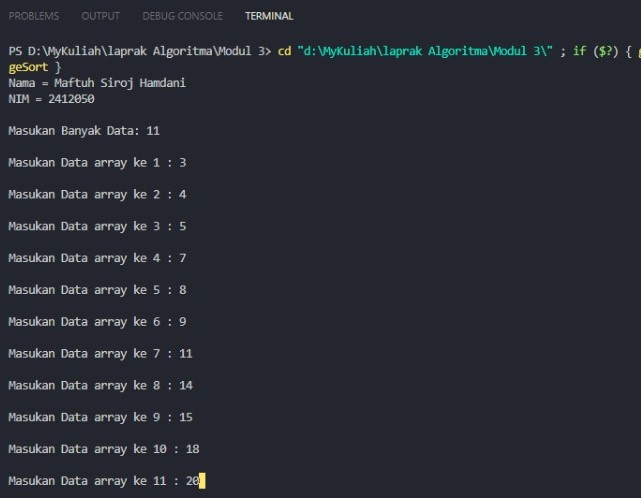 PROBLEMS OUTPUT DEBUG CONSOLE TERMINAL
PS D:\MyKuliah\laprak Algoritma\Modul 3> cd "d:\MyKuliah\laprak Algoritma\Modul 3\" ; if ($?) { g
geSort }
Nama = Maftuh Siroj Hamdani
NIM = 2412050
Masukan Banyak Data: 11
Masukan Data array ke 1 : 3
Masukan Data array ke 2 : 4
Masukan Data array ke 3 : 5
Masukan Data array ke 4 : 7
Masukan Data array ke 5 : 8
Masukan Data array ke 6 : 9
Masukan Data array ke 7 : 11
Masukan Data array ke 8 : 14
Masukan Data array ke 9 : 15
Masukan Data array ke 10 : 18
Masukan Data array ke 11 : 20